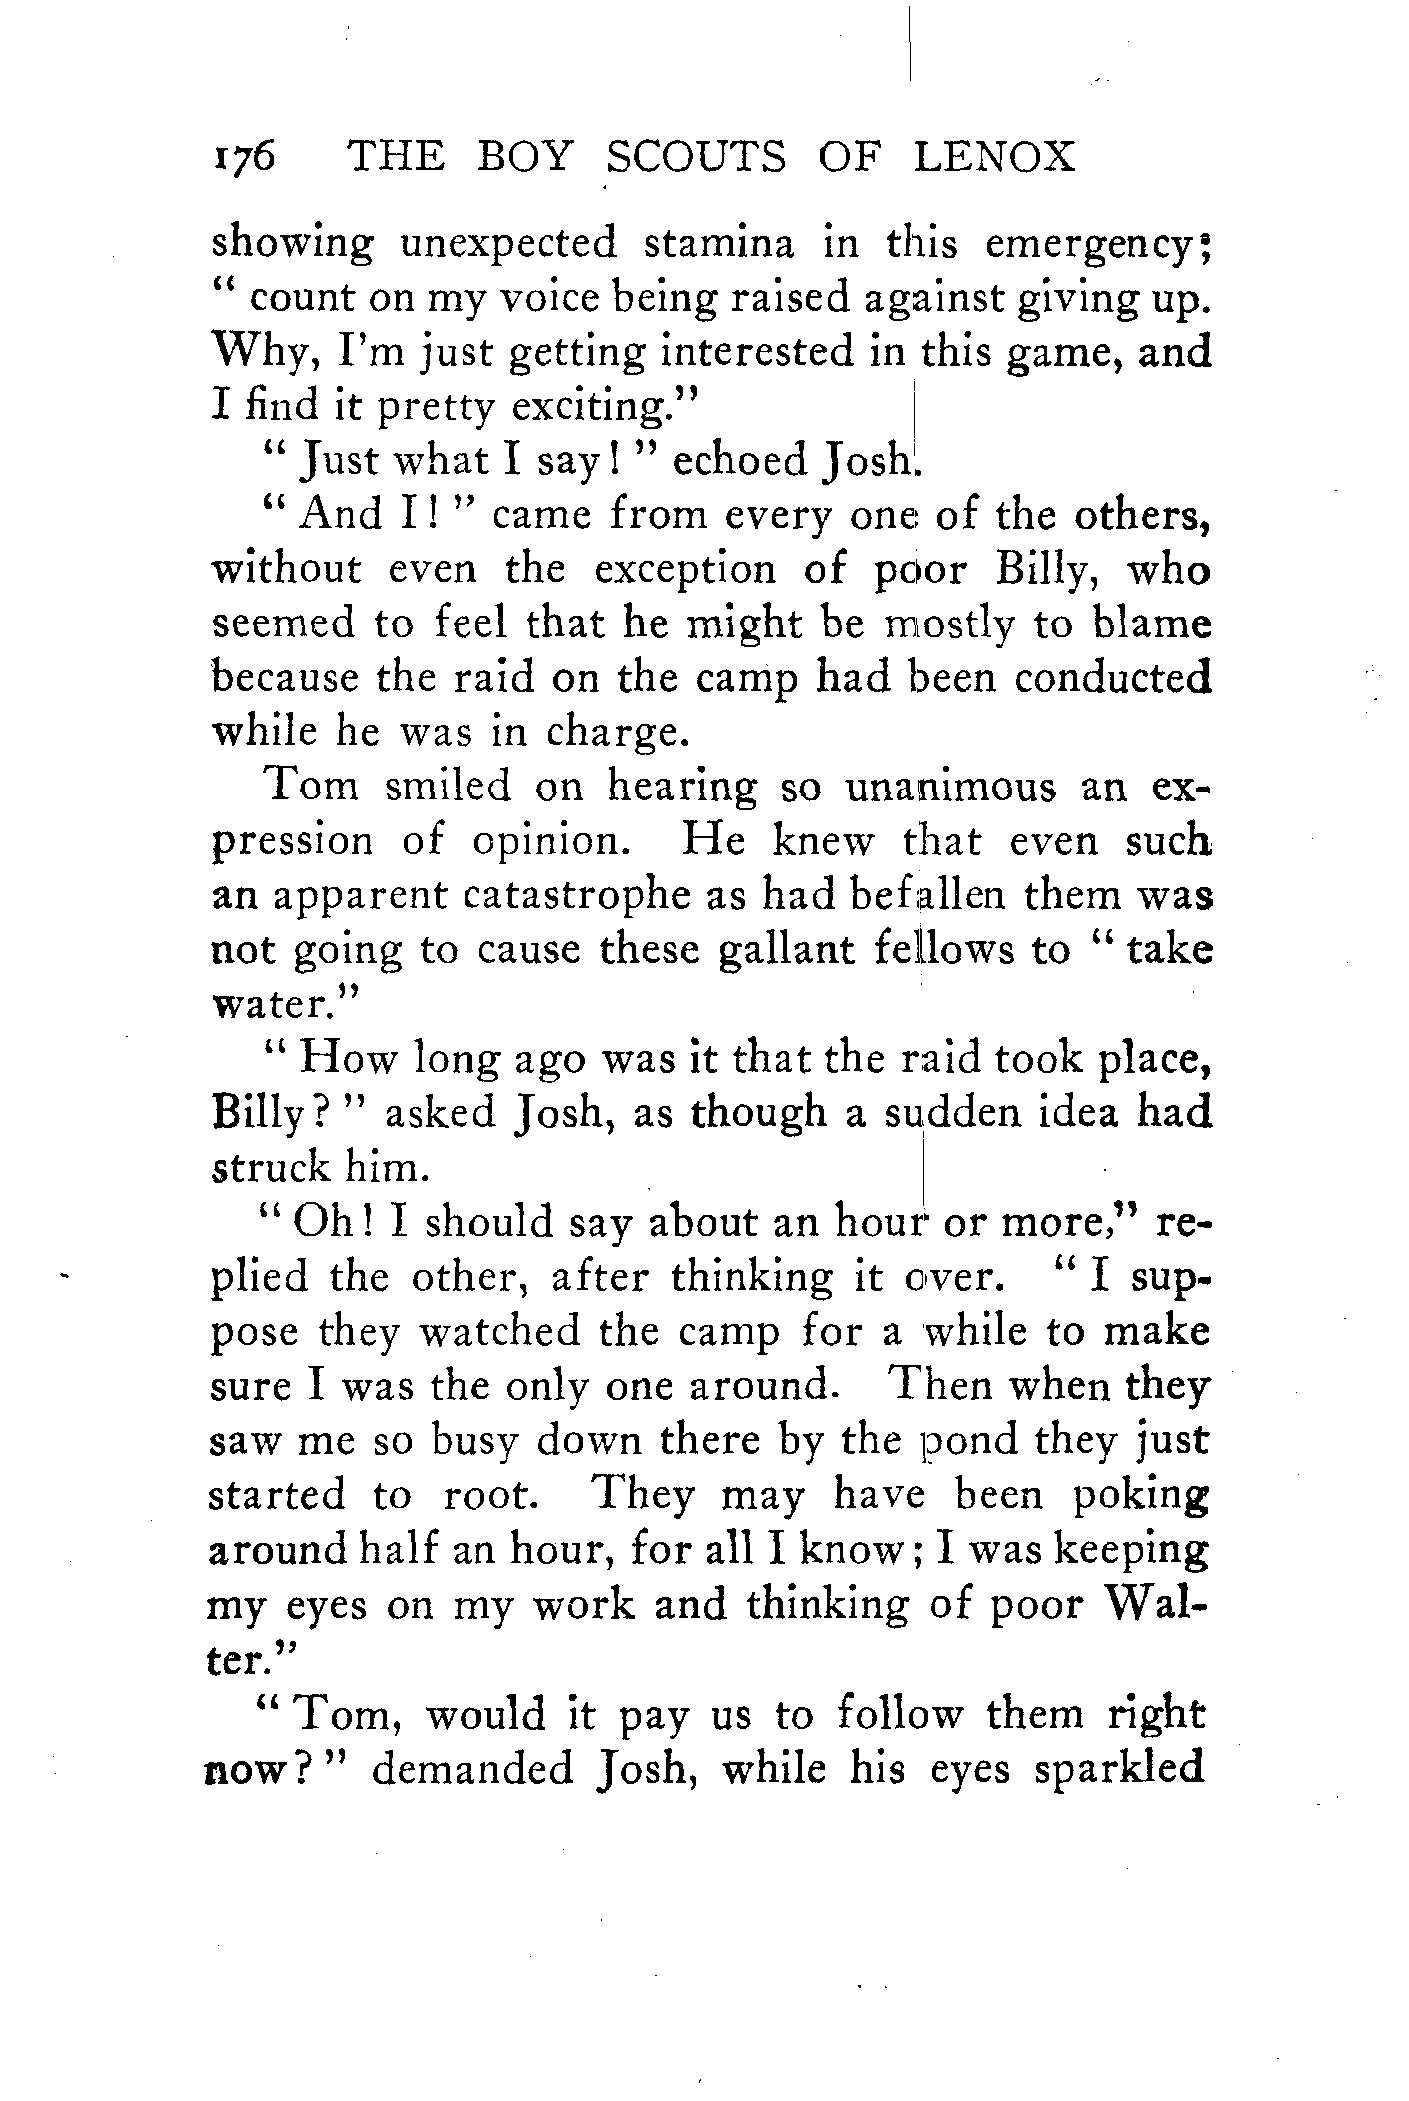 176 THE BOY SCOUTS OF LENOX
showing unexpected stamina in this emergency;
" count on my voice being raised against giving up.
Why, I'm just getting interested in this game, and
I find it pretty exciting."
" Just what I say! " echoed Josh.
" And I! " came from every one of the others,
without even the exception of poor Billy, who
seemed to feel that he might be mostly to blame
because the raid on the camp had been conducted
while he was in charge.
Tom smiled on hearing so unanimous an ex-
pression of opinion. He knew that even such
an apparent catastrophe as had befallen them was
not going to cause these gallant fellows to " take
water."
" How long ago was it that the raid took place,
Billy? " asked Josh, as though a sudden idea had
struck him.
" Oh! I should say about an hour or more," re-
plied the other, after thinking it over. " I sup-
pose they watched the camp for a while to make
sure I was the only one around. Then when they
saw me so busy down there by the pond they just
started to root. They may have been poking
around half an hour, for all I know; I was keeping
my eyes on my work and thinking of poor Wal-
ter."
" Tom, would it pay us to follow them right
now? " demanded Josh, while his eyes sparkled